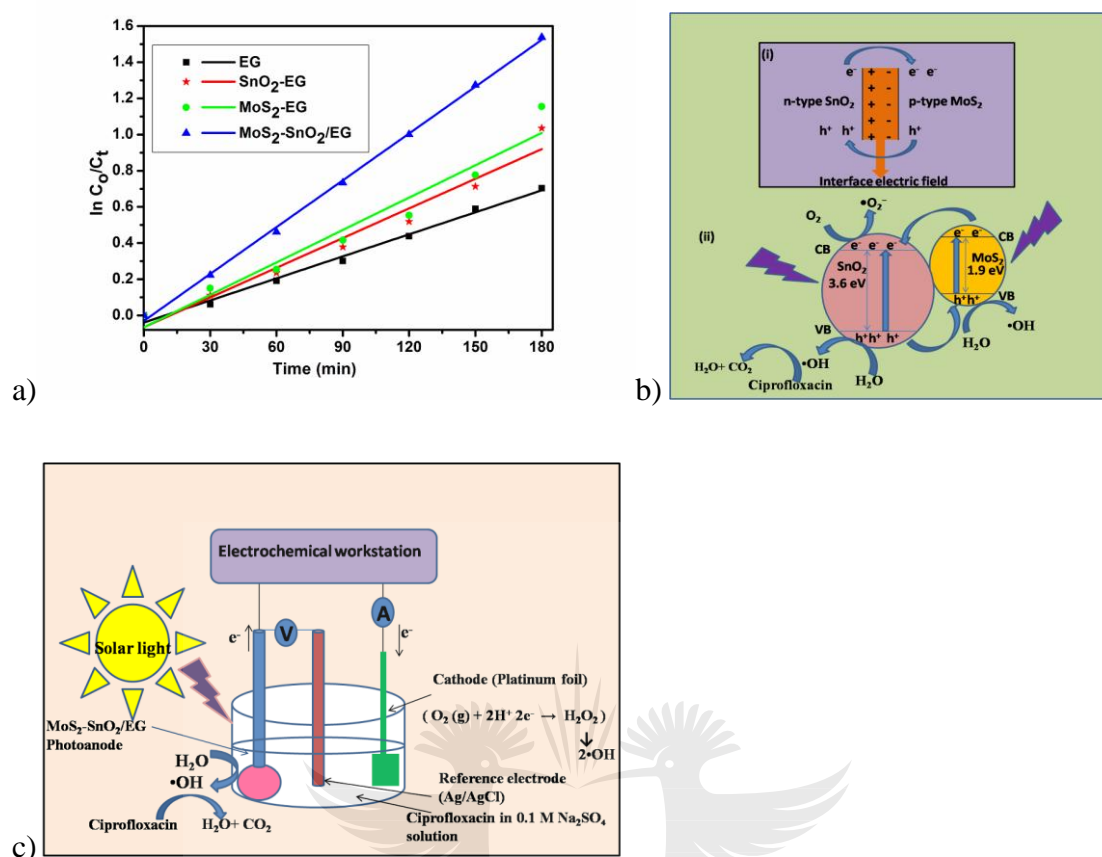 a)
ln C₀/Cₜ
1.6
1.4
1.2
1.0
0.8
0.6
0.4
0.2
0.0
EG
SnO₂-EG
MoS₂-EG
MoS₂-SnO₂/EG
0 30 60 90 120 150 180
Time (min)
b)
(i)
e⁻ + - e⁻ e⁻
+ -
n-type SnO₂ + - p-type MoS₂
+ -
h⁺ h⁺ + - h⁺
Interface electric field
(ii)
•O₂⁻
O₂
CB e⁻ e⁻ e⁻
e⁻ e⁻ CB
SnO₂
3.6 eV
MoS₂
1.9 eV
VB
h⁺h⁺ h⁺
h⁺h⁺ VB
•OH
H₂O
H₂O+ CO₂
•OH
H₂O
Ciprofloxacin
c)
Electrochemical workstation
Solar light
e⁻
V
A
e⁻
Cathode (Platinum foil)
( O₂ (g) + 2H⁺ 2e⁻ → H₂O₂ )
↓
2•OH
MoS₂-SnO₂/EG
Photoanode
H₂O
•OH
Ciprofloxacin
H₂O+ CO₂
Reference electrode
(Ag/AgCl)
Ciprofloxacin in 0.1 M Na₂SO₄
solution